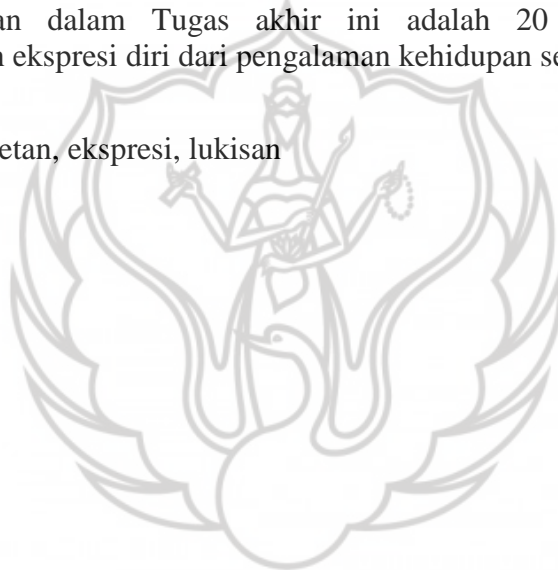 an dalam Tugas akhir ini adalah 20
n ekspresi diri dari pengalaman kehidupan se
etan, ekspresi, lukisan